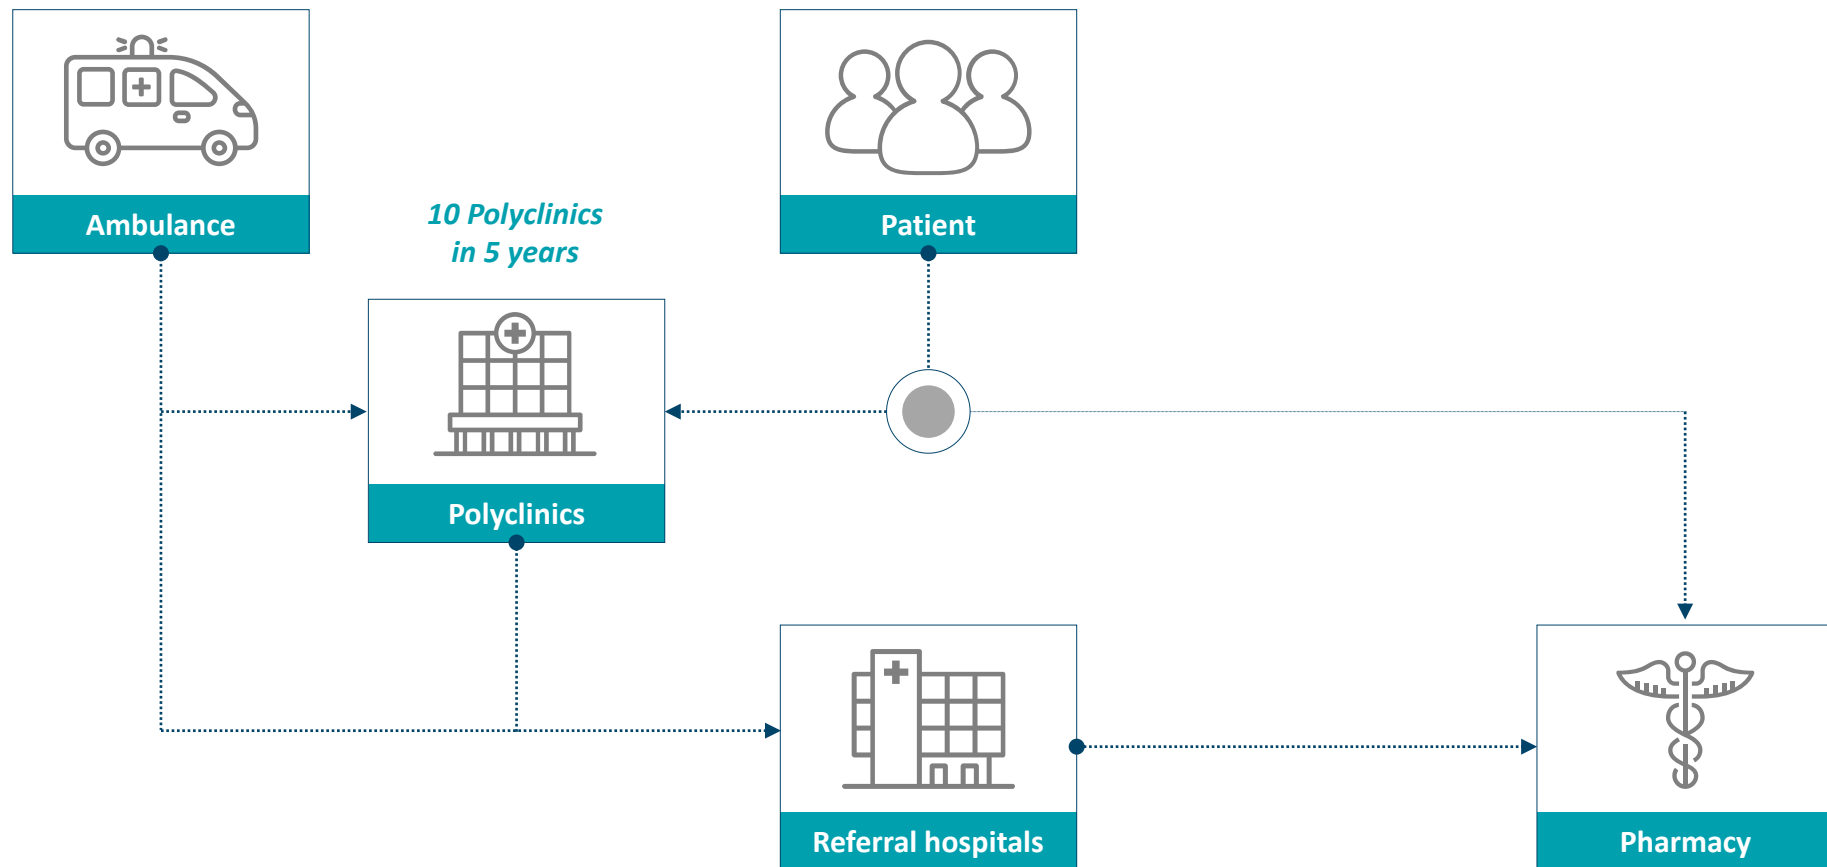 Ambulance
Patient
10 Polyclinics
in 5 years
Polyclinics
Referral hospitals
Pharmacy